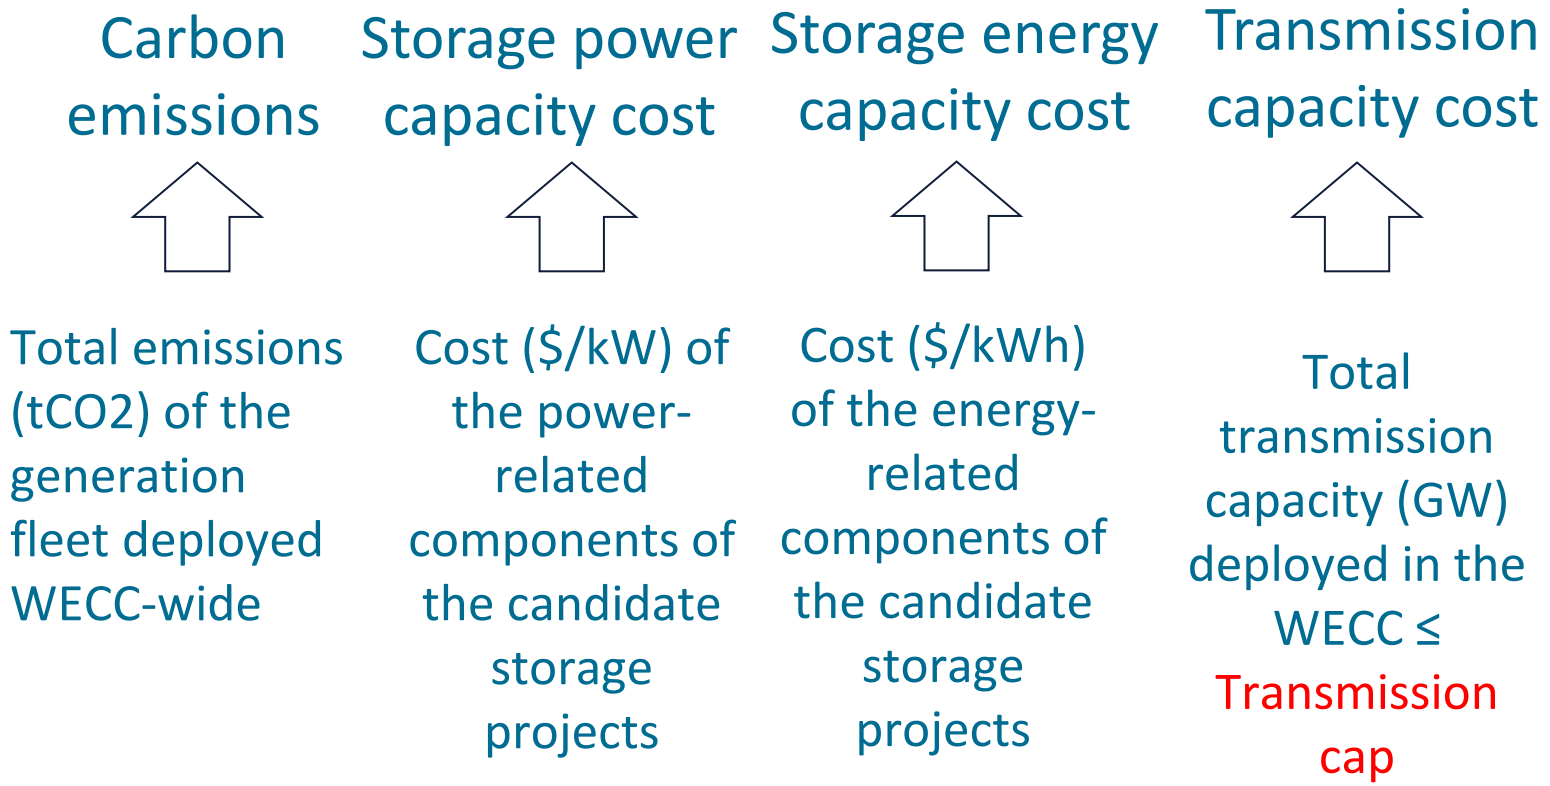 Carbon
emissions
Storage power
capacity cost
Storage energy
capacity cost
Transmission
capacity cost
Total emissions
(tCO2) of the
generation
fleet deployed
WECC-wide
Cost ($/kW) of
the power-
related
components of
the candidate
storage
projects
Cost ($/kWh)
of the energy-
related
components of
the candidate
storage
projects
Total
transmission
capacity (GW)
deployed in the
WECC ≤
Transmission
cap